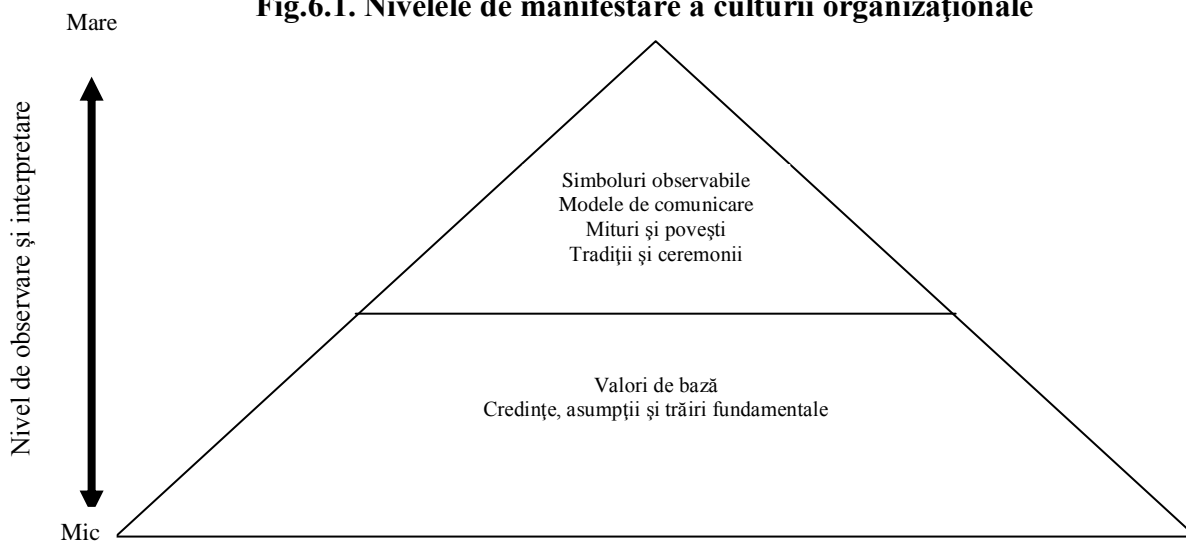 Fig.6.1. Nivelele de manifestare a culturii organizaţionale
Mare
Nivel de observare şi interpretare
Simboluri observabile
Modele de comunicare
Mituri şi poveşti
Tradiţii şi ceremonii
Valori de bază
Credinţe, asumpţii şi trăiri fundamentale
Mic